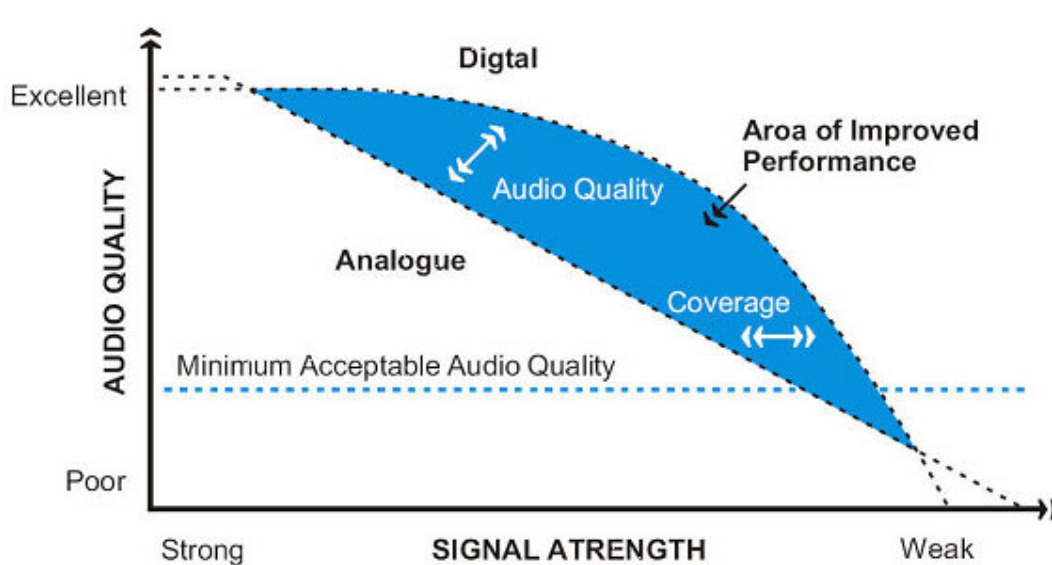 Digtal
Excellent
Aroa of Improved
Performance
Audio Quality
AUDIO QUALITY
Analogue
Coverage
Minimum Acceptable Audio Quality
Poor
Strong
SIGNAL ATRENGTH
Weak